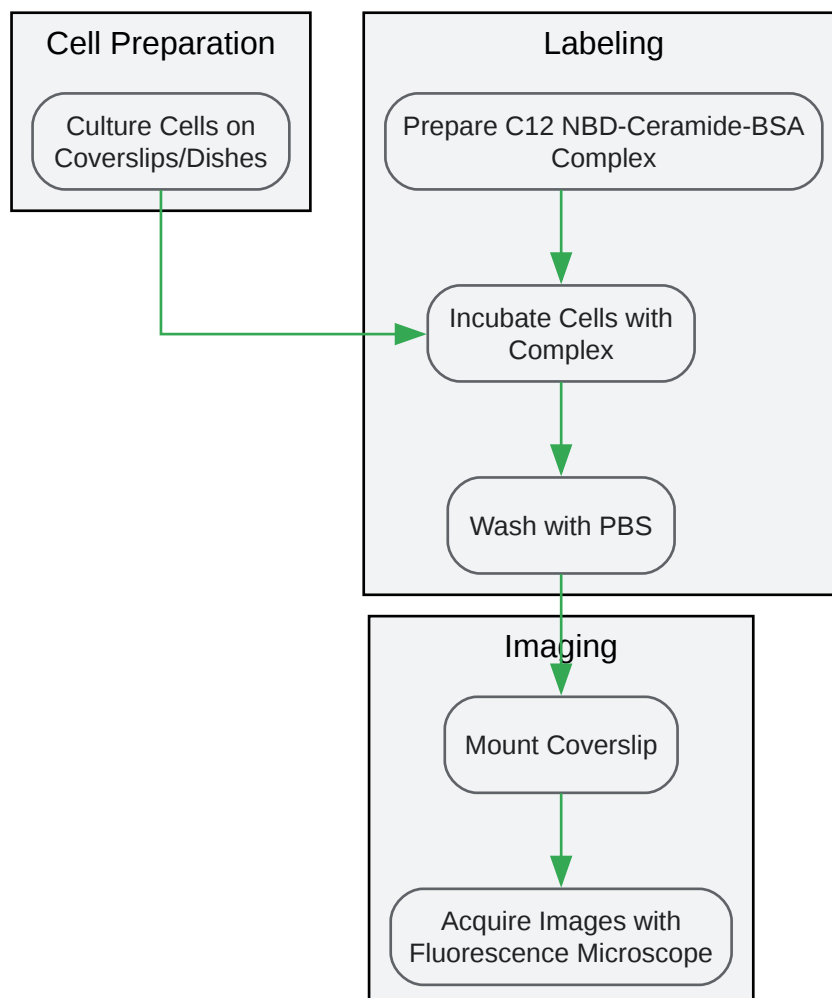 Cell Preparation
Culture Cells on
Coverslips/Dishes
Labeling
Prepare C12 NBD-Ceramide-BSA
Complex
Incubate Cells with
Complex
Wash with PBS
Imaging
Mount Coverslip
Acquire Images with
Fluorescence Microscope